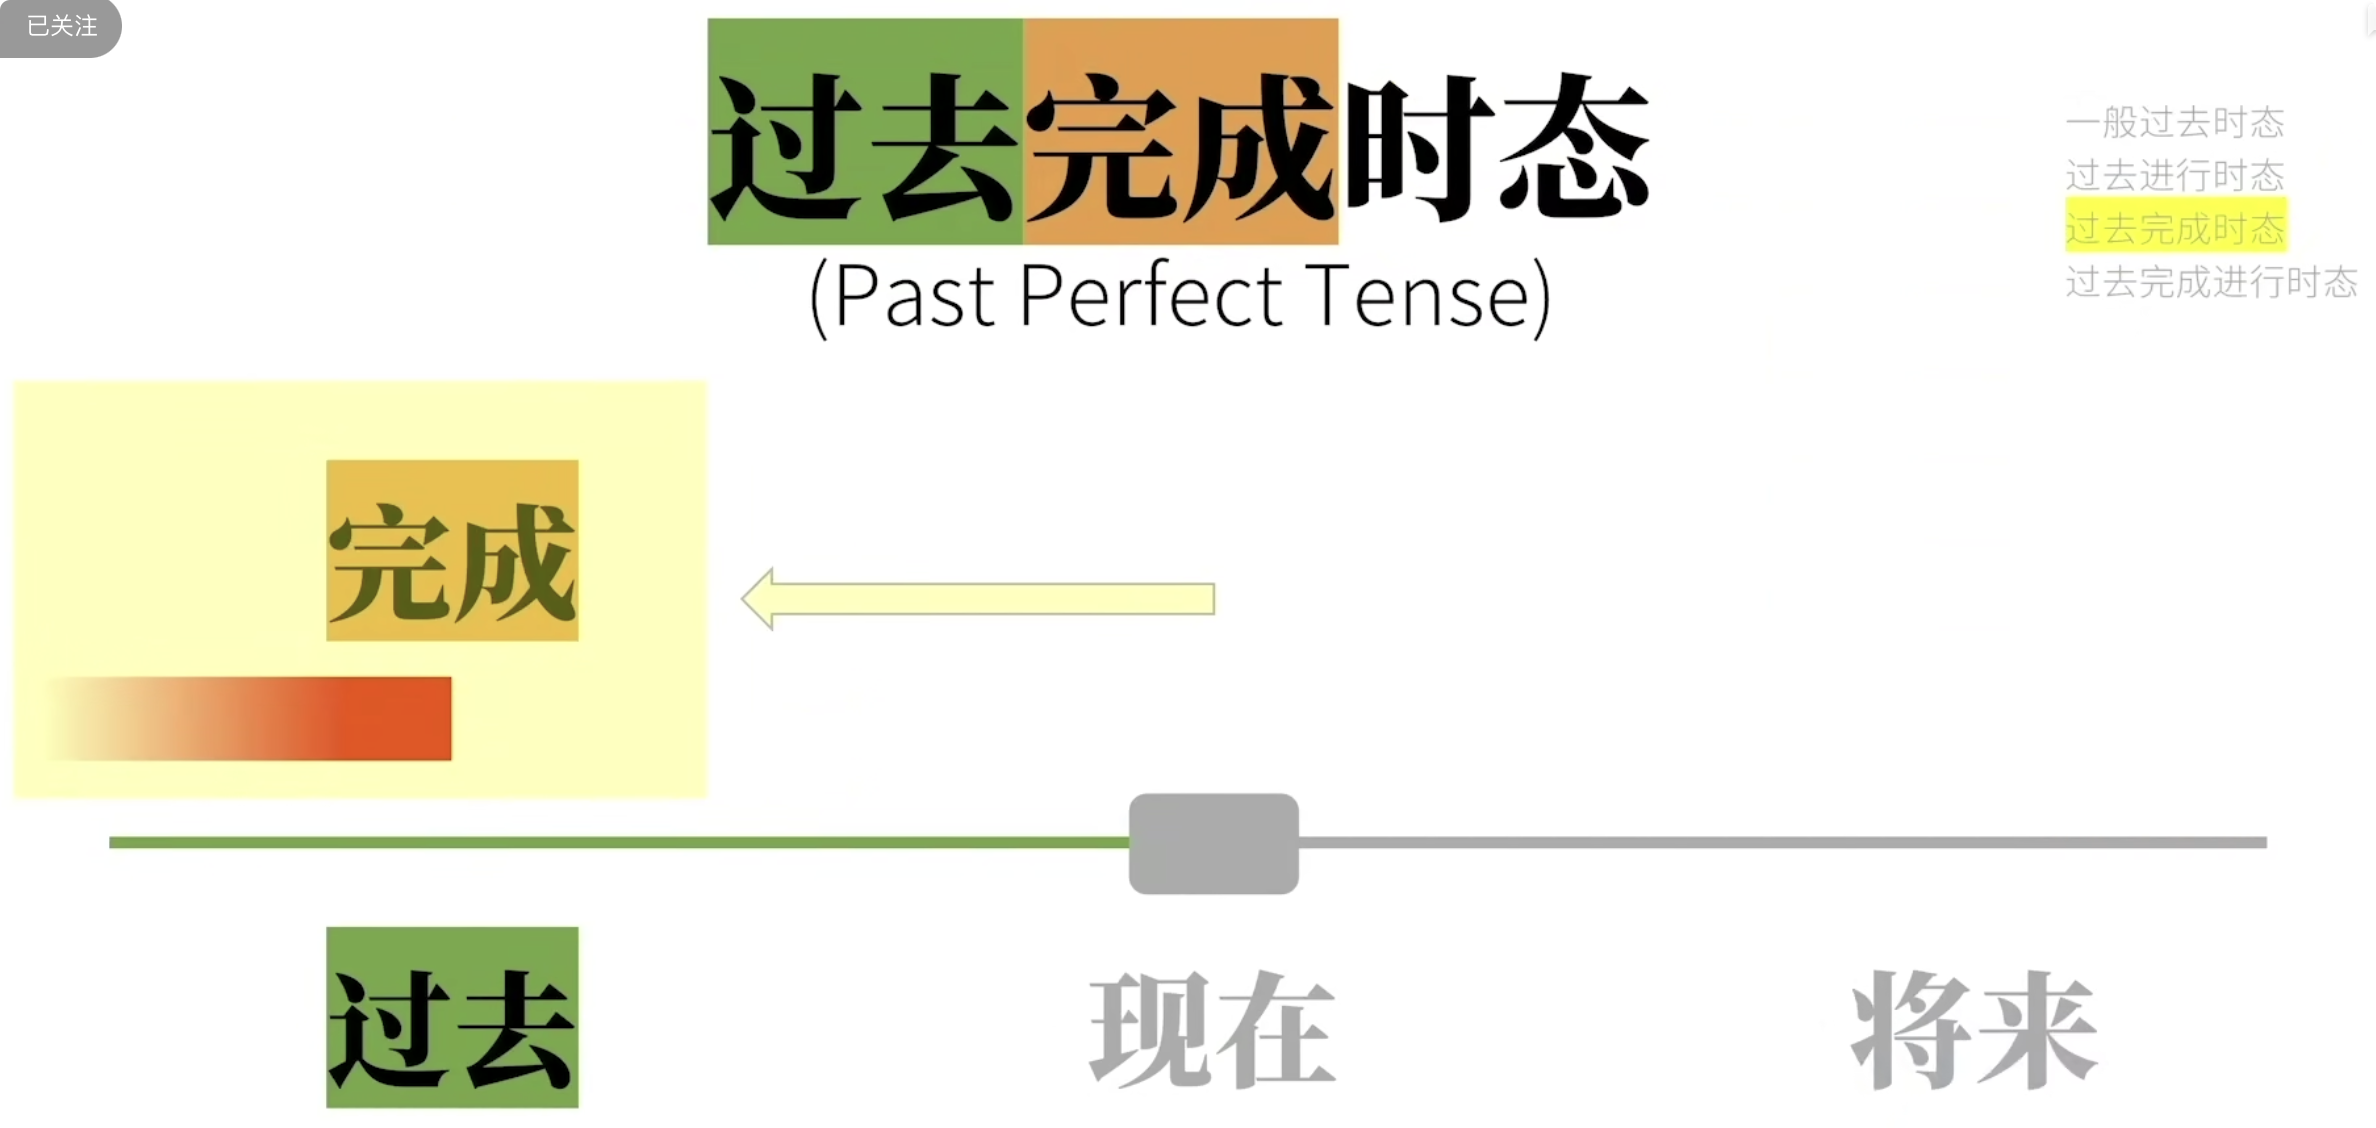 已关注
过去完成时态
(Past Perfect Tense)
一般过去时态
过去进行时态
过去完成时态
过去完成进行时态
完成
过去
现在
将来